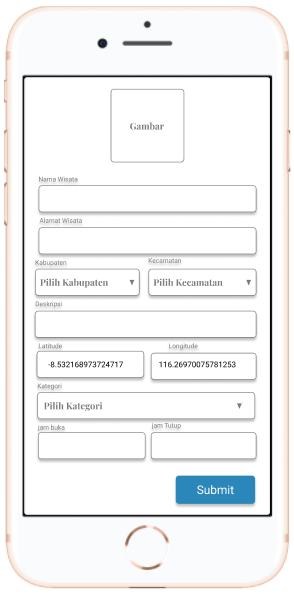 Gambar
Nama Wisata
Alamat Wisata
Kabupaten Kecamatan
Pilih Kabupaten ▼ Pilih Kecamatan ▼
Deskripsi
Latitude Longitude
-8.532168973724717 116.26970075781253
Kategori
Pilih Kategori ▼
jam buka jam Tutup
Submit